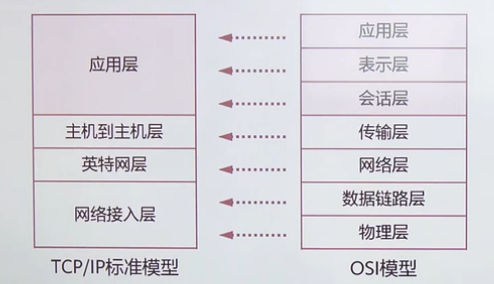 应用层
主机到主机层
英特网层
网络接入层
TCP/IP标准模型
应用层
表示层
会话层
传输层
网络层
数据链路层
物理层
OSI模型